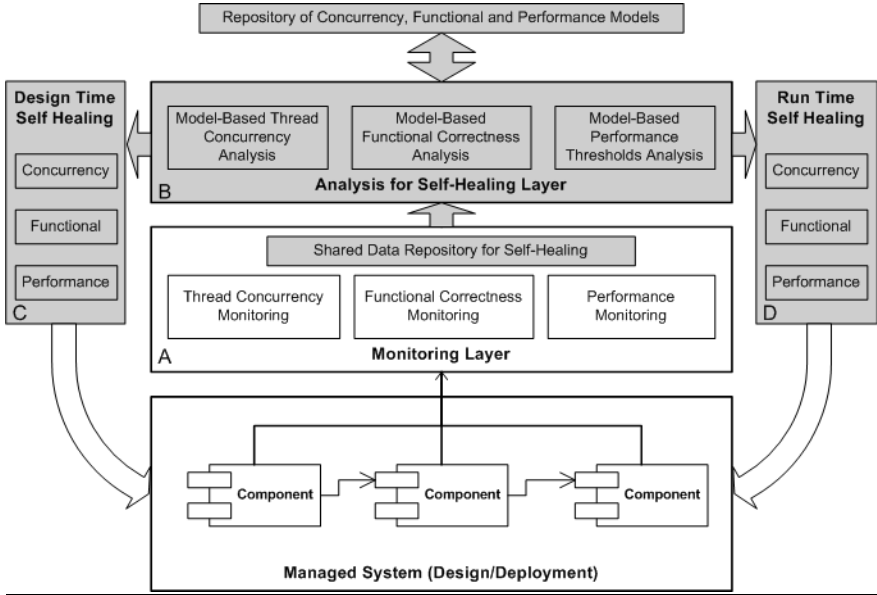 Repository of Concurrency, Functional and Performance Models
Design Time
Self Healing
Concurrency
Functional
Performance
C
Model-Based Thread
Concurrency
Analysis
Model-Based
Functional Correctness
Analysis
Model-Based
Performance
Thresholds Analysis
B
Analysis for Self-Healing Layer
Run Time
Self Healing
Concurrency
Functional
Performance
D
Shared Data Repository for Self-Healing
Thread Concurrency
Monitoring
Functional Correctness
Monitoring
Performance
Monitoring
A
Monitoring Layer
Component
Component
Component
Managed System (Design/Deployment)